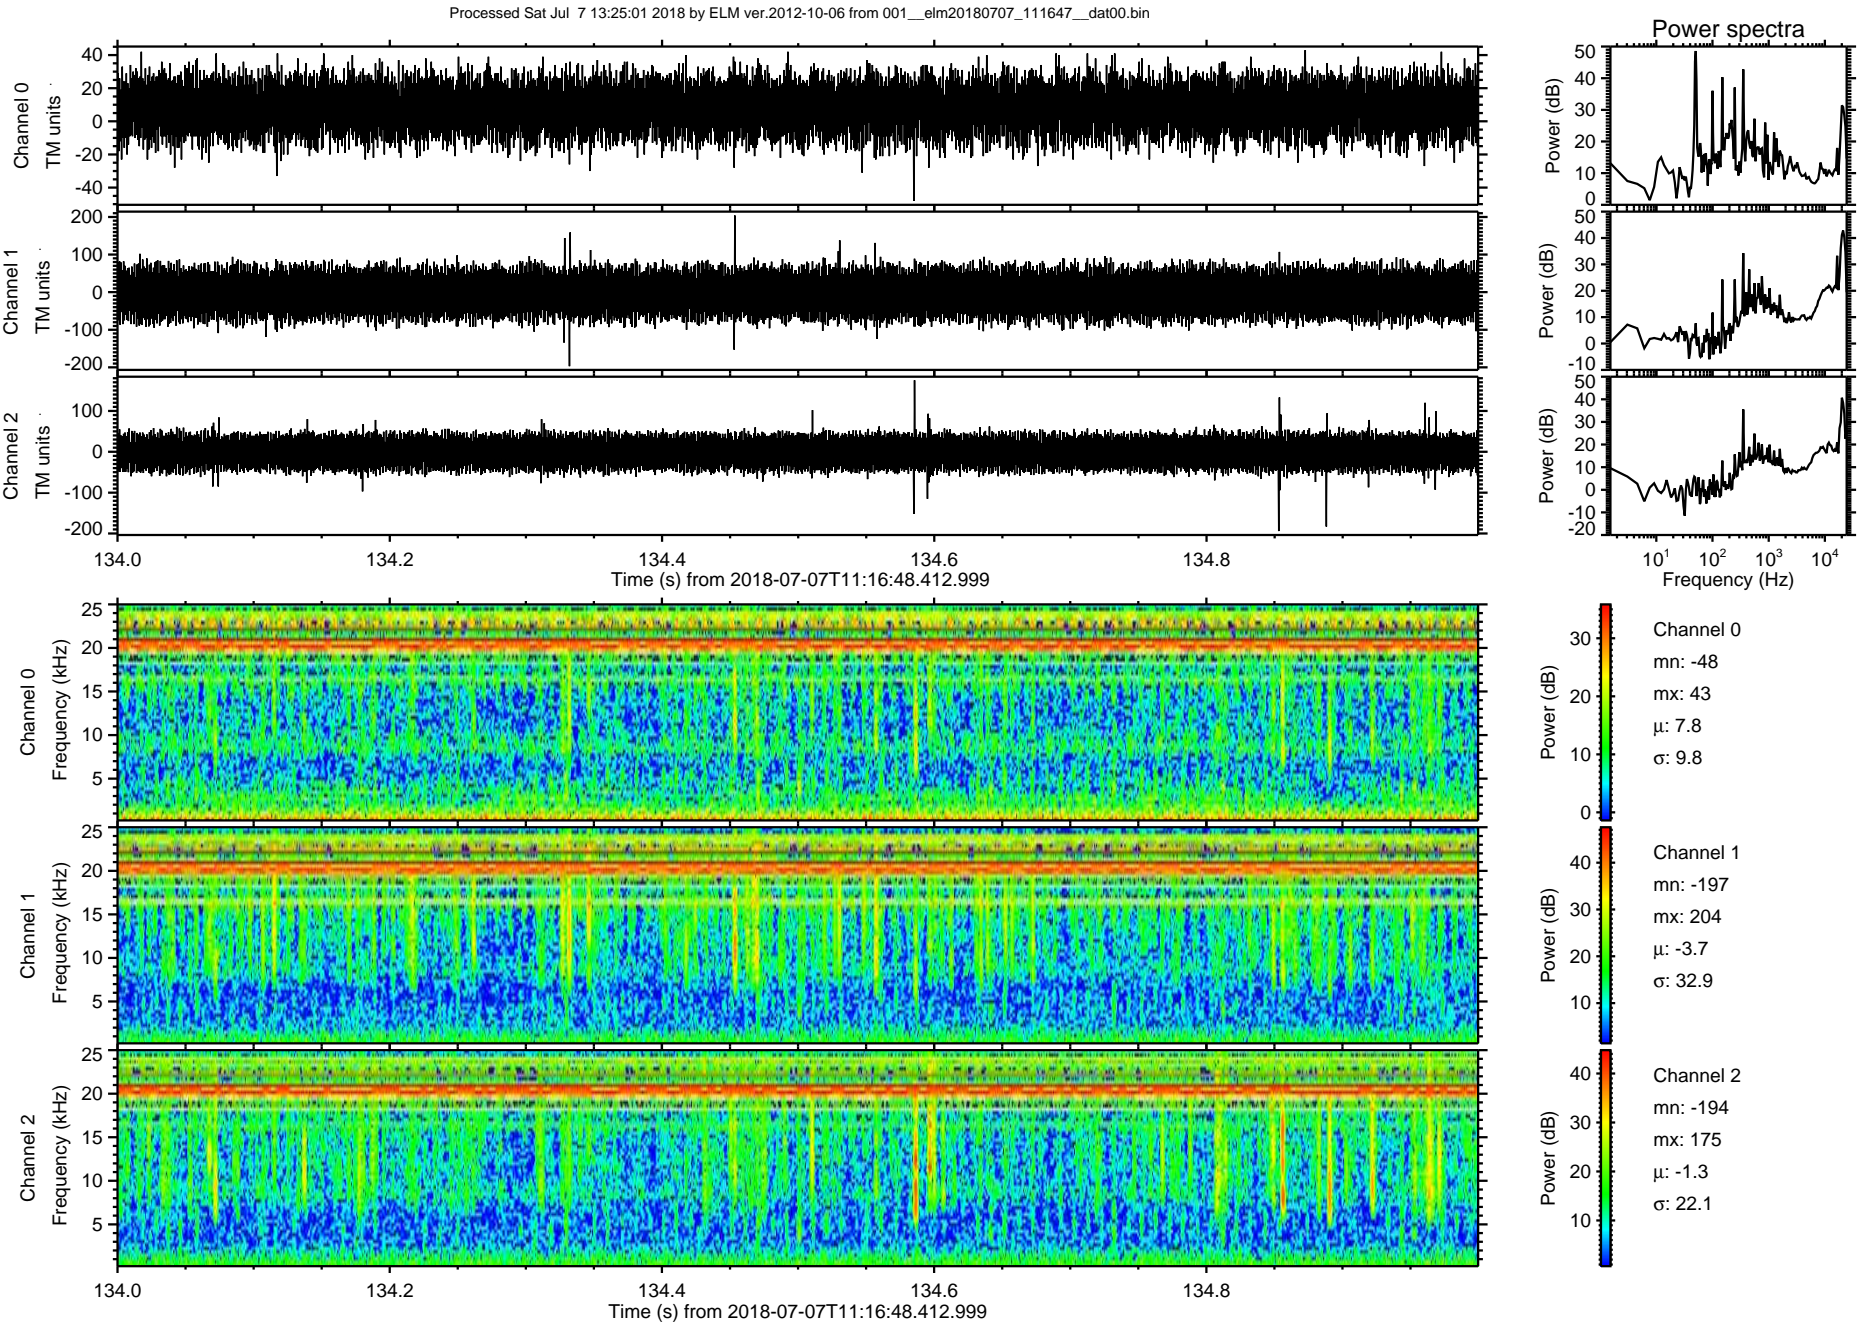 Processed Sat Jul 7 13:25:01 2018 by ELM ver.2012-10-06 from 001__elm20180707_111647__dat00.bin
Power spectra
Channel 0
TM units
40
20
0
-20
-40
Power (dB)
50
40
30
20
10
0
Channel 1
TM units
200
100
0
-100
-200
Power (dB)
50
40
30
20
10
0
-10
Channel 2
TM units
100
0
-100
-200
Power (dB)
50
40
30
20
10
0
-10
-20
134.0
134.2
134.4
134.6
134.8
Time (s) from 2018-07-07T11:16:48.412.999
10^1
10^2
10^3
10^4
Frequency (Hz)
Channel 0
Frequency (kHz)
25
20
15
10
5
Power (dB)
30
20
10
0
Channel 0
mn: -48
mx: 43
μ: 7.8
σ: 9.8
Channel 1
Frequency (kHz)
25
20
15
10
5
Power (dB)
40
30
20
10
Channel 1
mn: -197
mx: 204
μ: -3.7
σ: 32.9
Channel 2
Frequency (kHz)
25
20
15
10
5
Power (dB)
40
30
20
10
Channel 2
mn: -194
mx: 175
μ: -1.3
σ: 22.1
134.0
134.2
134.4
134.6
134.8
Time (s) from 2018-07-07T11:16:48.412.999